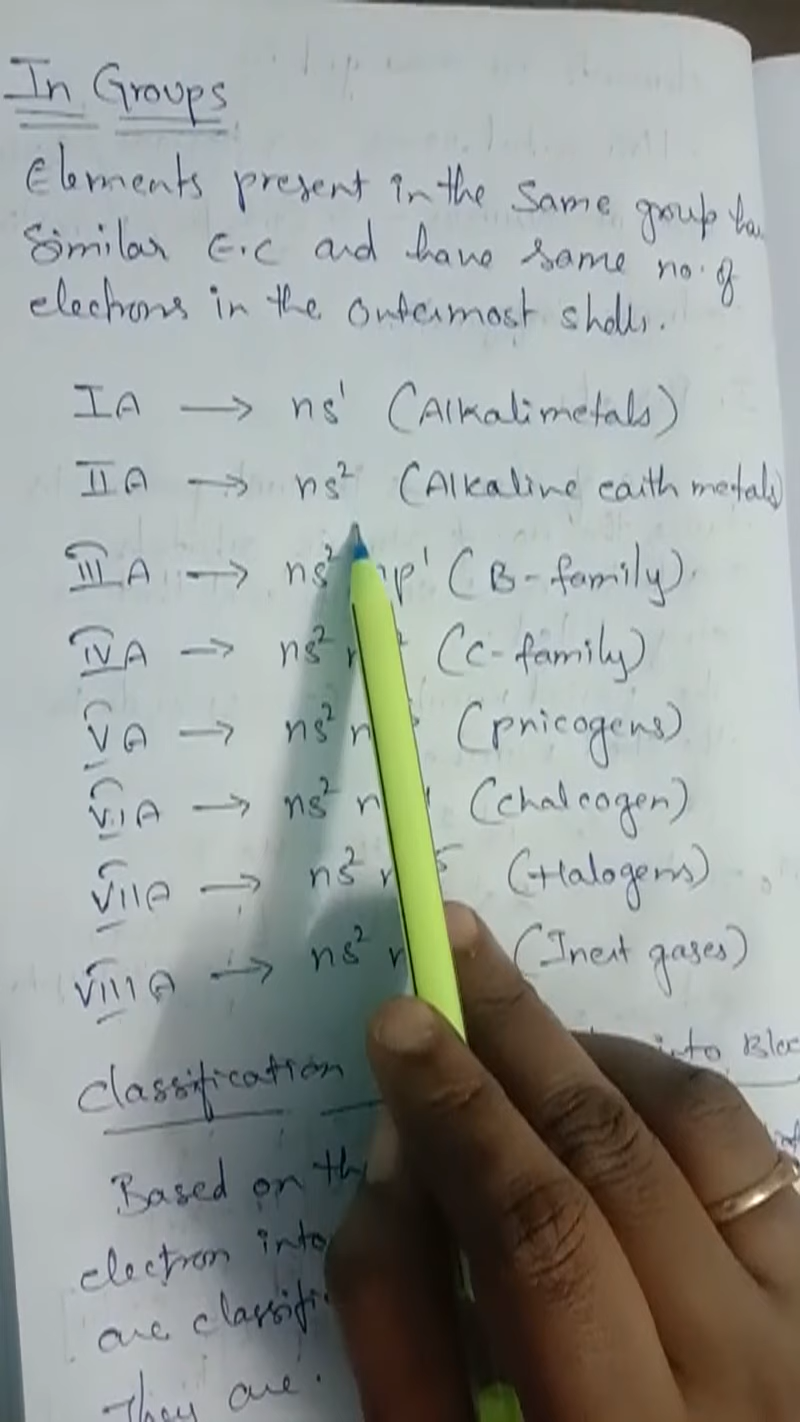 In Groups
Elements present in the same group ha
similar E.C and have same no. of
electrons in the outermost shells.
IA → ns¹ (Alkalimetals)
IIA → ns² (Alkaline earth metals)
IIIA → ns² np¹ (B-family)
IVA → ns² (C-family)
VA → ns² (pnicogens)
VIA → ns² (chalcogen)
VIIA → ns² 5 (Halogens)
VIIIA → ns² (Inert gases)
Classification into Bloc
Based on th
electron into
are classifi
They are.